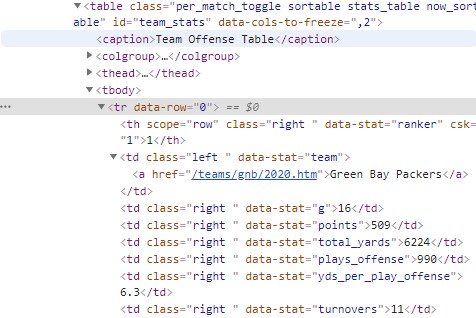 ▼<table class="per_match_toggle sortable stats_table now_sort
able" id="team_stats" data-cols-to-freeze=",2">
<caption>Team Offense Table</caption>
▶<colgroup>…</colgroup>
▶<thead>…</thead>
▼<tbody>
… ▼<tr data-row="0"> == $0
<th scope="row" class="right " data-stat="ranker" csk=
"1">1</th>
▼<td class="left " data-stat="team">
<a href="/teams/gnb/2020.htm">Green Bay Packers</a>
</td>
<td class="right " data-stat="g">16</td>
<td class="right " data-stat="points">509</td>
<td class="right " data-stat="total_yards">6224</td>
<td class="right " data-stat="plays_offense">990</td>
<td class="right " data-stat="yds_per_play_offense">
6.3</td>
<td class="right " data-stat="turnovers">11</td>